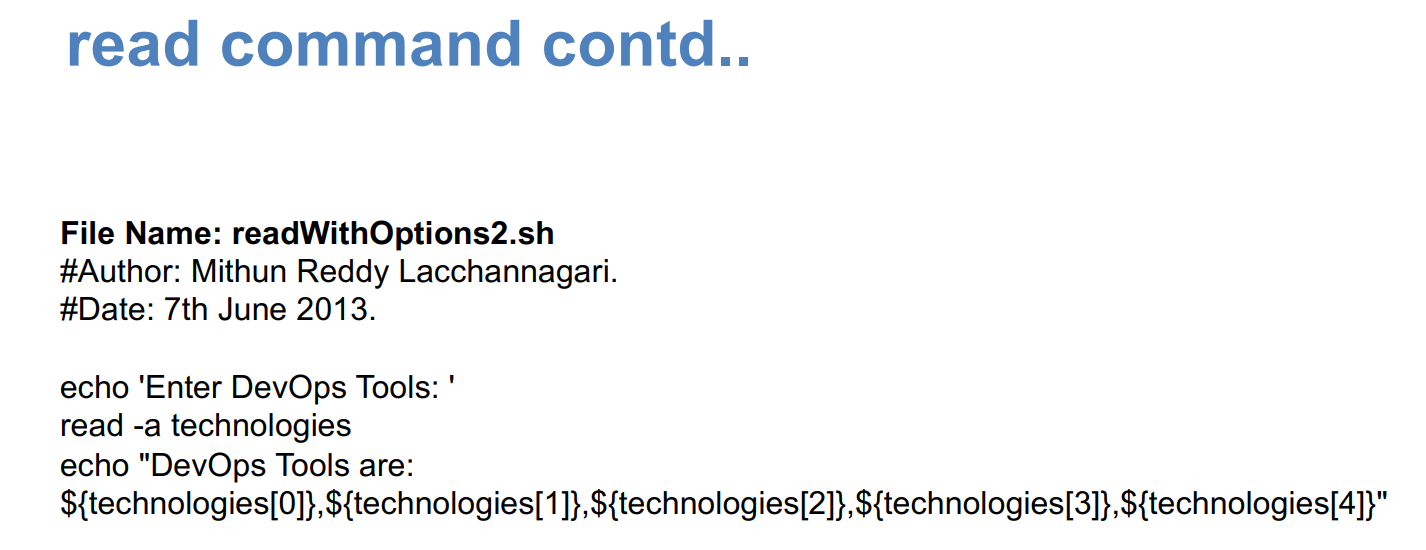 read command contd..
File Name: readWithOptions2.sh
#Author: Mithun Reddy Lacchannagari.
#Date: 7th June 2013.
echo 'Enter DevOps Tools: '
read -a technologies
echo "DevOps Tools are:
${technologies[0]},${technologies[1]},${technologies[2]},${technologies[3]},${technologies[4]}"